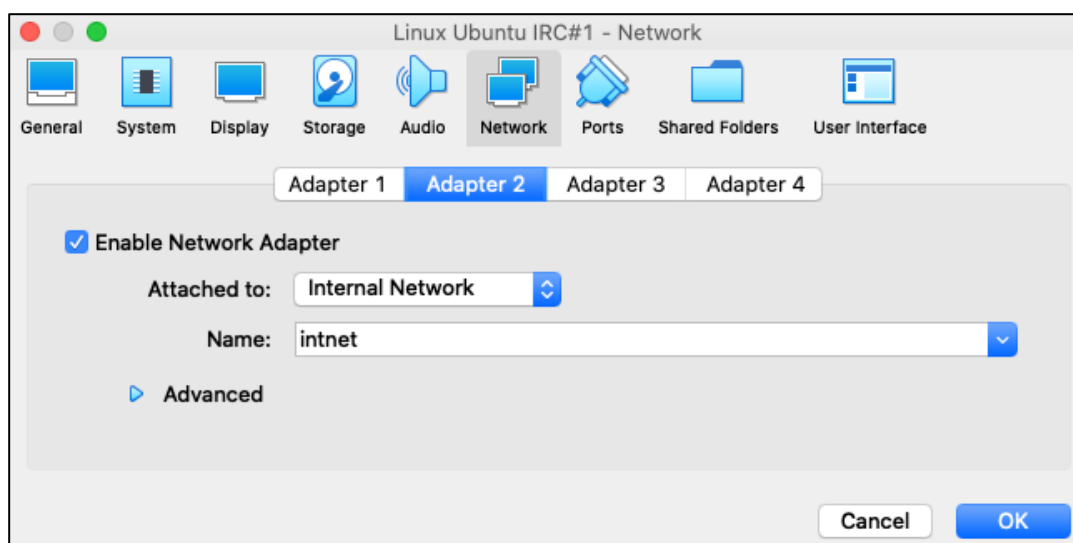 Linux Ubuntu IRC#1 - Network
General System Display Storage Audio Network Ports Shared Folders User Interface
Adapter 1 Adapter 2 Adapter 3 Adapter 4
Enable Network Adapter
Attached to: Internal Network
Name: intnet
Advanced
Cancel OK